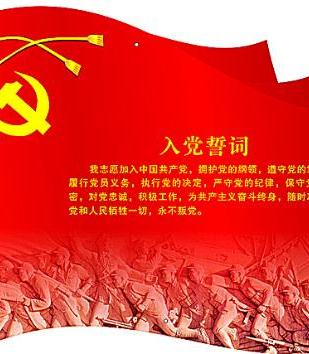 入党誓词
我志愿加入中国共产党，拥护党的纲领，遵守党的
履行党员义务，执行党的决定，严守党的纪律，保守
密，对党忠诚，积极工作，为共产主义奋斗终身，随时
党和人民牺牲一切，永不叛党。